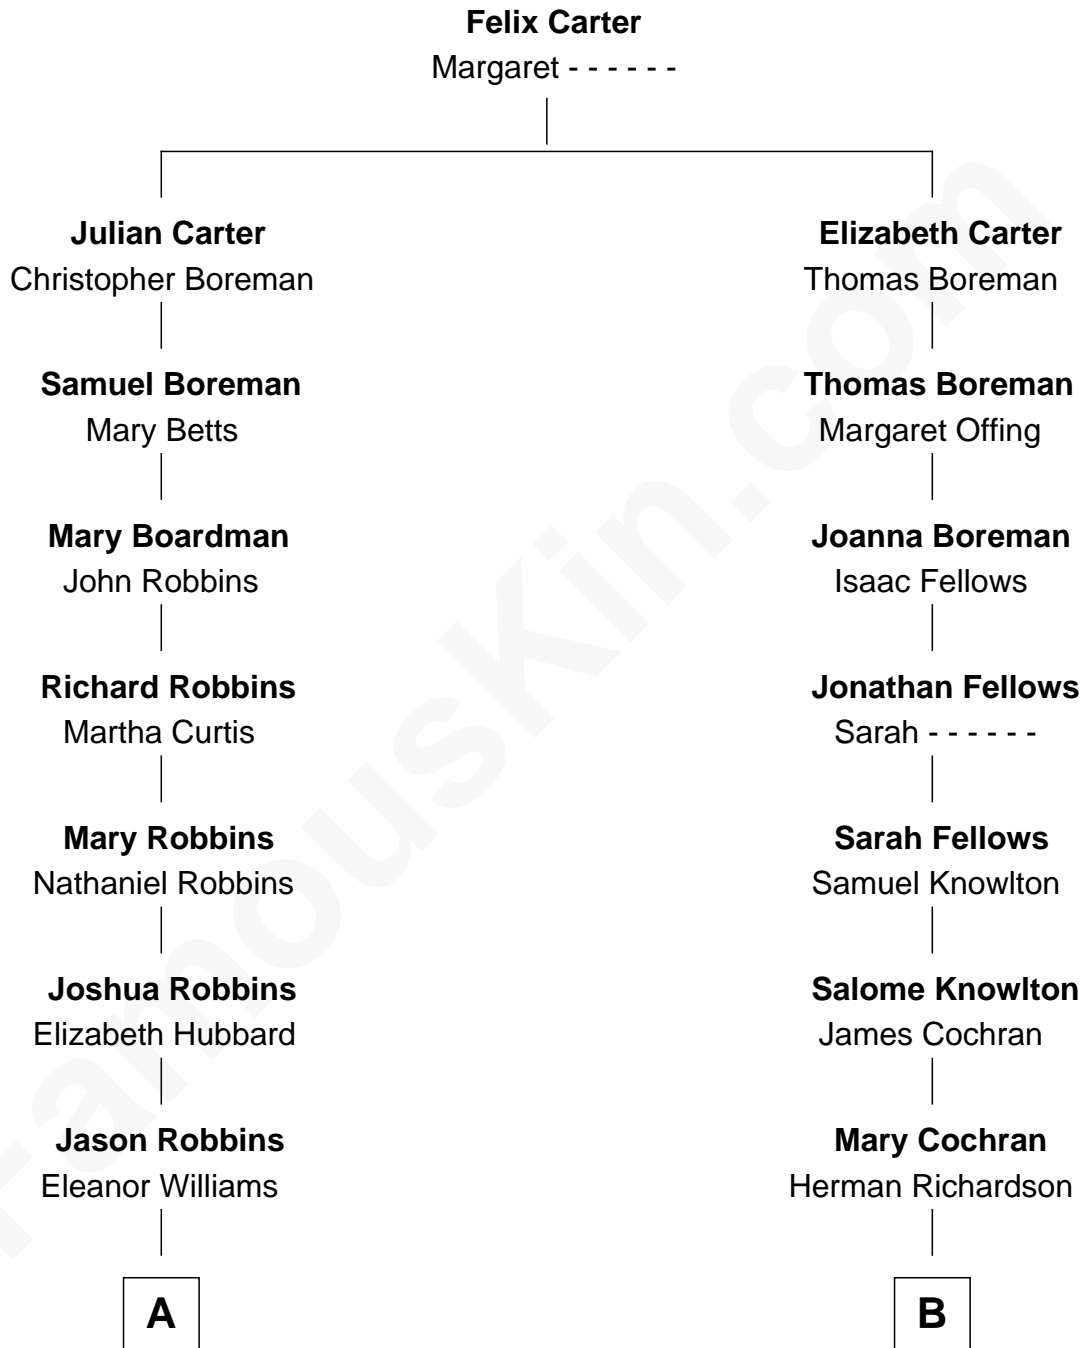 Felix Carter
Margaret - - - - - -
Julian Carter
Christopher Boreman
Elizabeth Carter
Thomas Boreman
Samuel Boreman
Mary Betts
Thomas Boreman
Margaret Offing
Mary Boardman
John Robbins
Joanna Boreman
Isaac Fellows
Richard Robbins
Martha Curtis
Jonathan Fellows
Sarah - - - - - -
Mary Robbins
Nathaniel Robbins
Sarah Fellows
Samuel Knowlton
Joshua Robbins
Elizabeth Hubbard
Salome Knowlton
James Cochran
Jason Robbins
Eleanor Williams
Mary Cochran
Herman Richardson
A
B
FamousKin.com